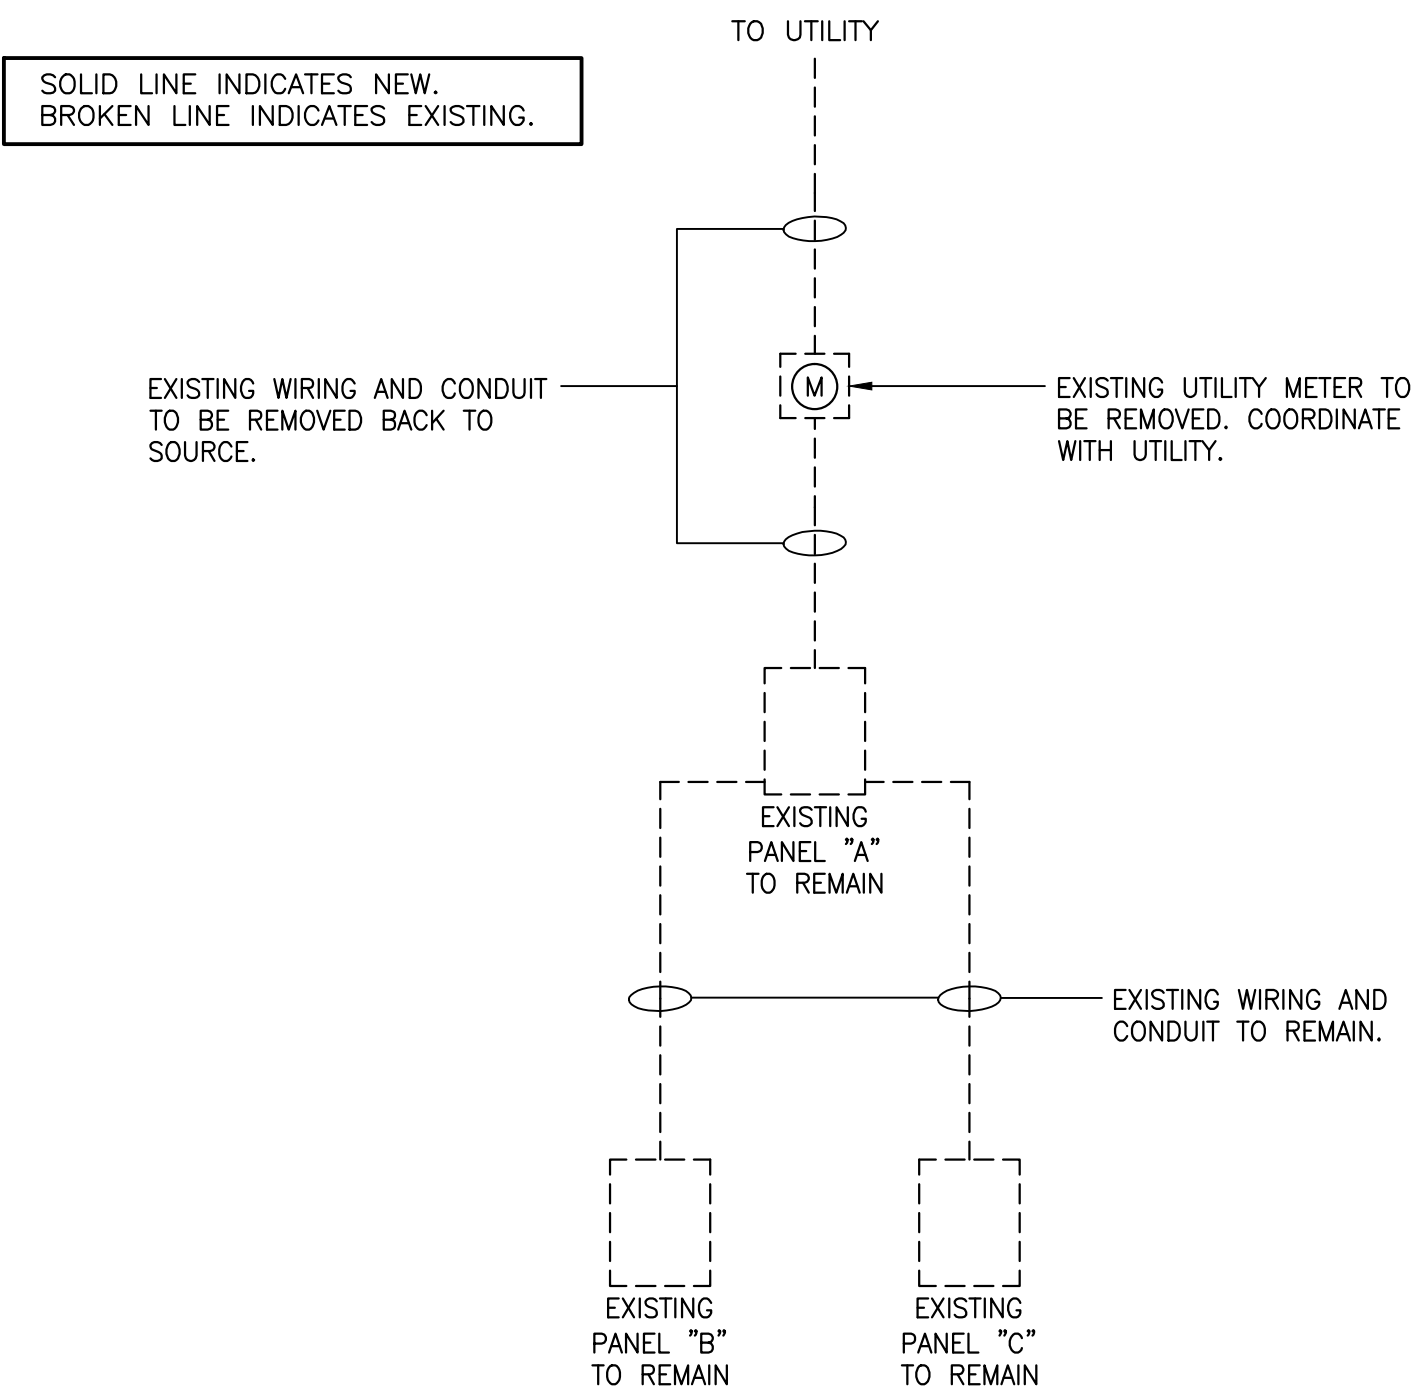 TO UTILITY
SOLID LINE INDICATES NEW.
BROKEN LINE INDICATES EXISTING.
EXISTING WIRING AND CONDUIT
TO BE REMOVED BACK TO
SOURCE.
M
EXISTING UTILITY METER TO
BE REMOVED. COORDINATE
WITH UTILITY.
EXISTING
PANEL "A"
TO REMAIN
EXISTING WIRING AND
CONDUIT TO REMAIN.
EXISTING
PANEL "B"
TO REMAIN
EXISTING
PANEL "C"
TO REMAIN